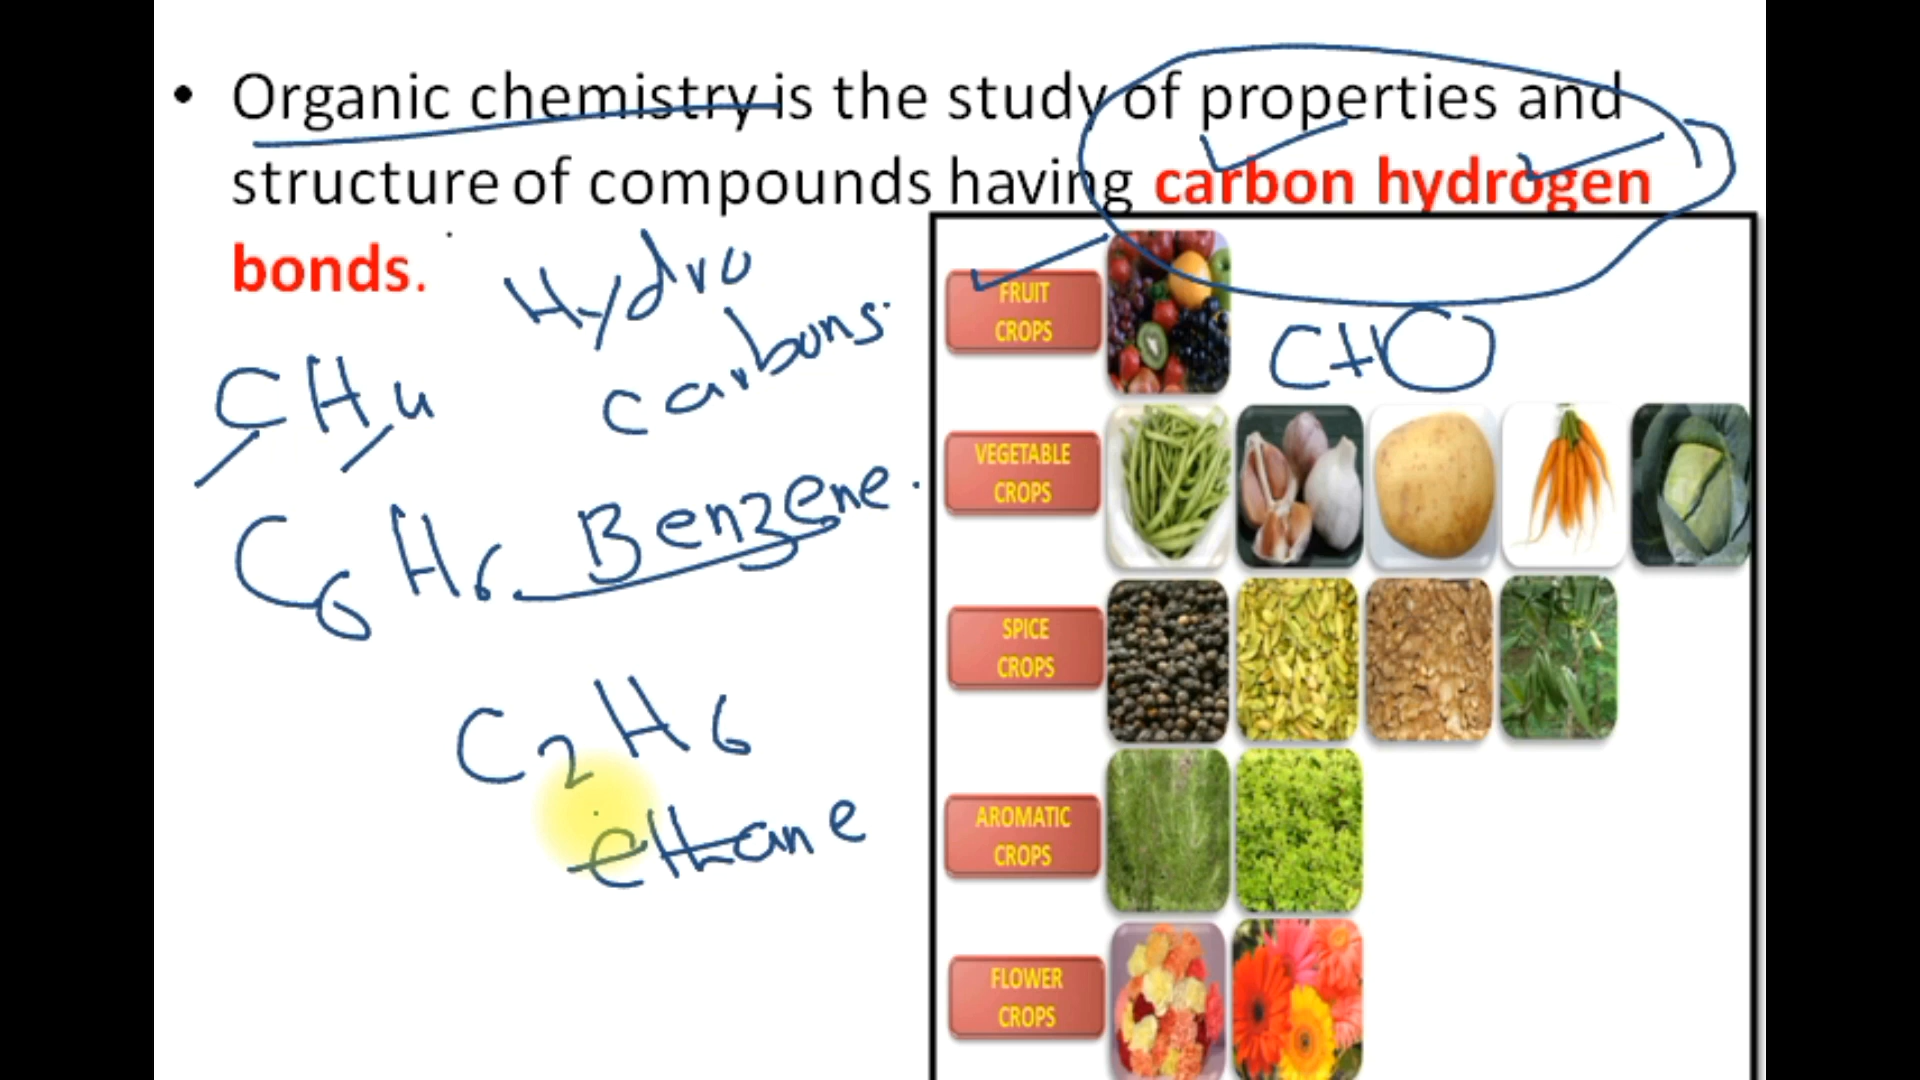 • Organic chemistry is the study of properties and
structure of compounds having carbon hydrogen
bonds.
Hydro
carbons.
CH4
C6H6 Benzene.
C2H6
ethane
FRUIT
CROPS
CHO
VEGETABLE
CROPS
SPICE
CROPS
AROMATIC
CROPS
FLOWER
CROPS